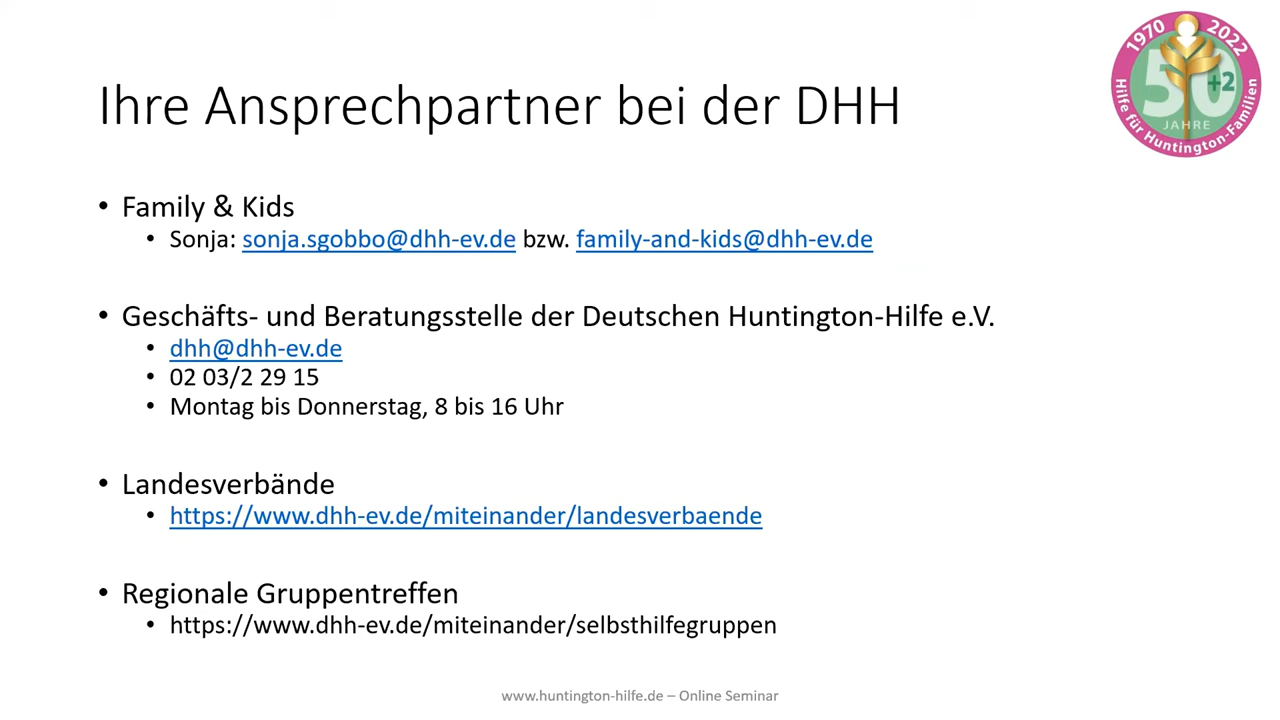 Ihre Ansprechpartner bei der DHH
1970 2022
50 +2
JAHRE
Hilfe für Huntington-Familien
• Family & Kids
• Sonja: sonja.sgobbo@dhh-ev.de bzw. family-and-kids@dhh-ev.de
• Geschäfts- und Beratungsstelle der Deutschen Huntington-Hilfe e.V.
• dhh@dhh-ev.de
• 02 03/2 29 15
• Montag bis Donnerstag, 8 bis 16 Uhr
• Landesverbände
• https://www.dhh-ev.de/miteinander/landesverbaende
• Regionale Gruppentreffen
• https://www.dhh-ev.de/miteinander/selbsthilfegruppen
www.huntington-hilfe.de – Online Seminar